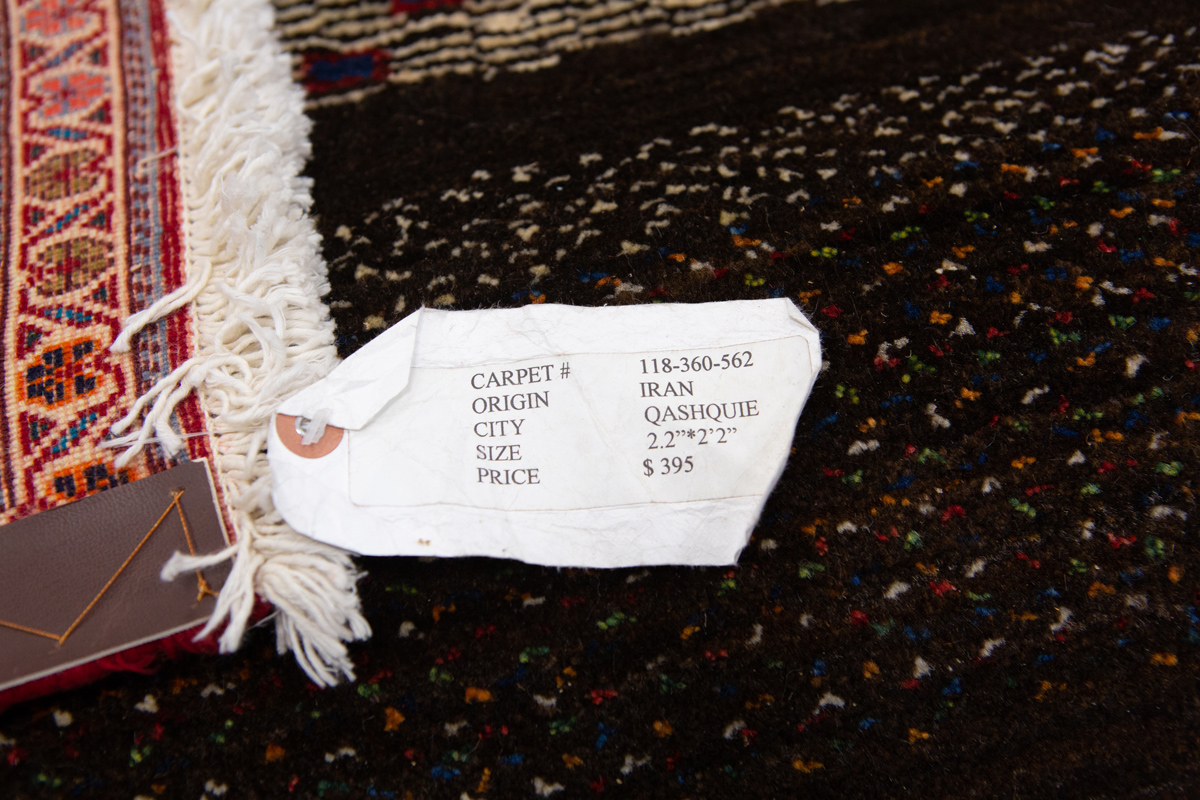 CARPET # 118-360-562
ORIGIN IRAN
CITY QASHQUIE
SIZE 2.2”*2’2”
PRICE $ 395